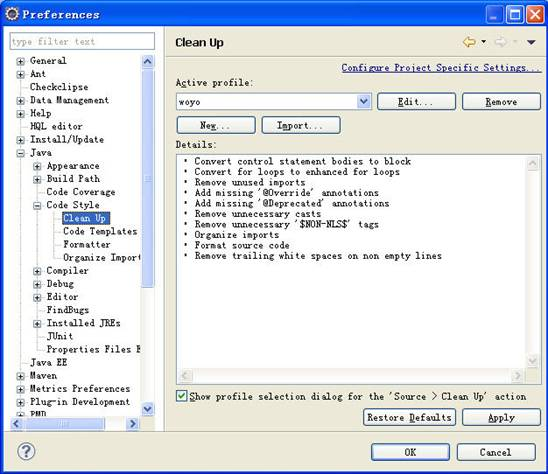 Preferences
type filter text
General
Ant
Checkclipse
Data Management
Help
HQL editor
Install/Update
Java
Appearance
Build Path
Code Coverage
Code Style
Clean Up
Code Templates
Formatter
Organize Import
Compiler
Debug
Editor
FindBugs
Installed JREs
JUnit
Properties Files E
Java EE
Maven
Metrics Preferences
Plug-in Development
PMD
Clean Up
Configure Project Specific Settings...
Active profile:
woyo
Edit...
Remove
New...
Import...
Details:
· Convert control statement bodies to block
· Convert for loops to enhanced for loops
· Remove unused imports
· Add missing '@Override' annotations
· Add missing '@Deprecated' annotations
· Remove unnecessary casts
· Remove unnecessary '$NON-NLS$' tags
· Organize imports
· Format source code
· Remove trailing white spaces on non empty lines
Show profile selection dialog for the 'Source > Clean Up' action
Restore Defaults
Apply
OK
Cancel